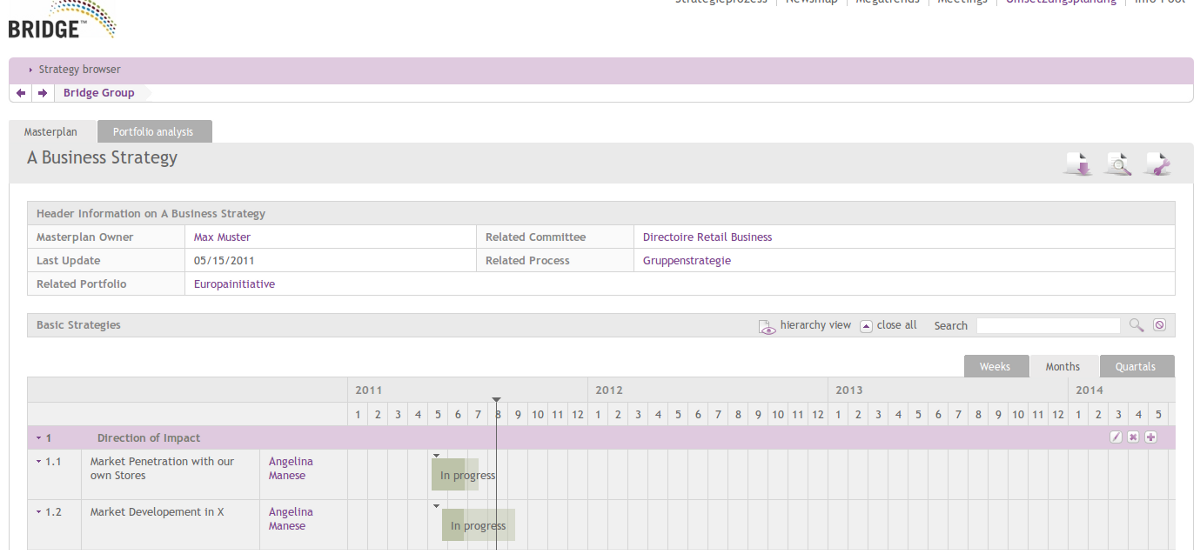 Strategieprozess | Newsmap | Megatrends | Meetings | Umsetzungsplanung | Info Pool
BRIDGE™
Strategy browser
Bridge Group
Masterplan Portfolio analysis
A Business Strategy
Header Information on A Business Strategy
Masterplan Owner Max Muster Related Committee Directoire Retail Business
Last Update 05/15/2011 Related Process Gruppenstrategie
Related Portfolio Europainitiative
Basic Strategies hierarchy view close all Search
Weeks Months Quartals
2011 2012 2013 2014
1 2 3 4 5 6 7 8 9 10 11 12 1 2 3 4 5 6 7 8 9 10 11 12 1 2 3 4 5 6 7 8 9 10 11 12 1 2 3 4 5
1 Direction of Impact
1.1 Market Penetration with our Angelina
own Stores Manese
In progress
1.2 Market Developement in X Angelina
Manese
In progress